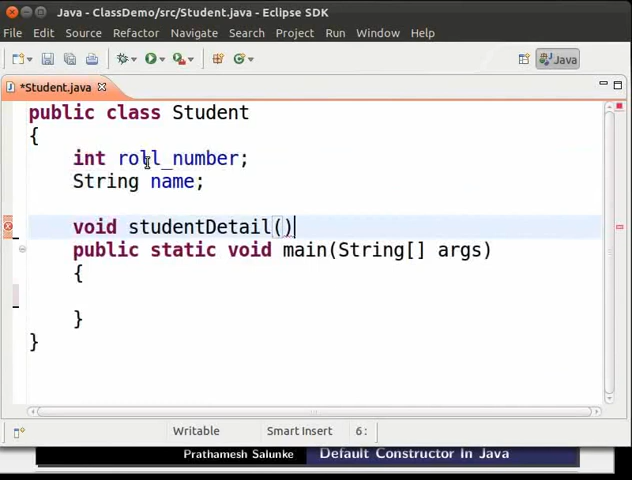 Java - ClassDemo/src/Student.java - Eclipse SDK
File Edit Source Refactor Navigate Search Project Run Window Help
Java
*Student.java
public class Student
{
int roll_number;
String name;
void studentDetail()
public static void main(String[] args)
{
}
}
Writable Smart Insert 6:
Prathamesh Salunke Default Constructor In Java